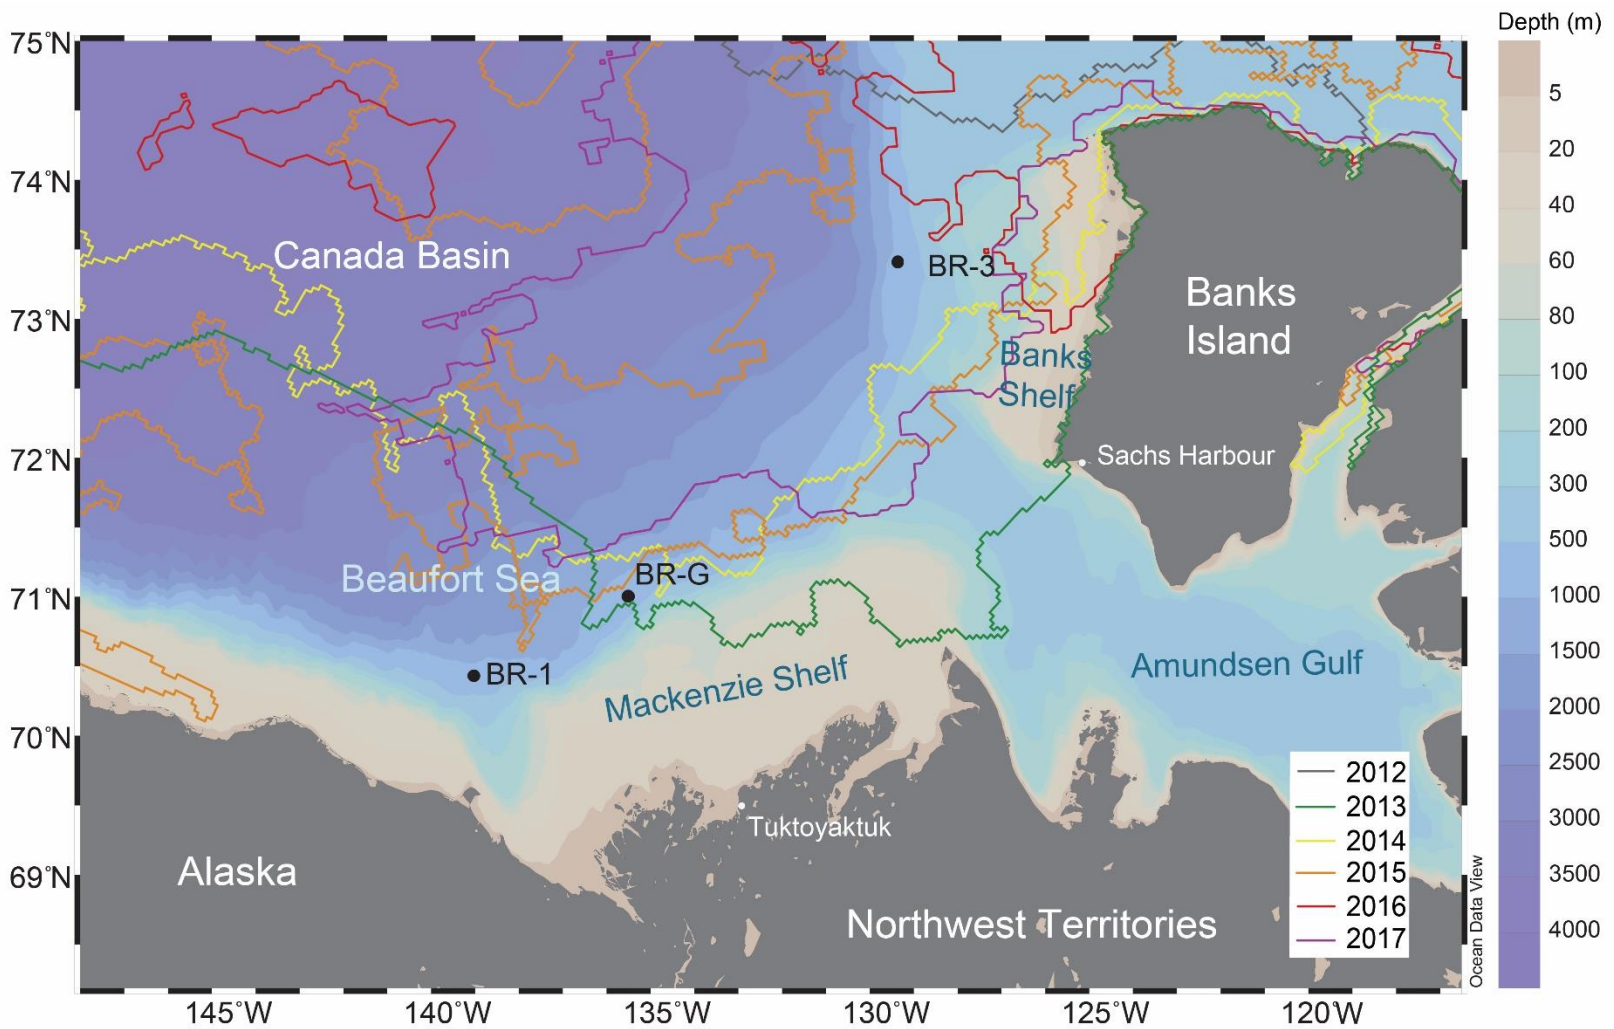 Depth (m)
75°N
74°N
73°N
72°N
71°N
70°N
69°N
Canada Basin
BR-3
Banks
Island
Banks
Shelf
Sachs Harbour
Beaufort Sea
BR-G
BR-1
Mackenzie Shelf
Amundsen Gulf
Tuktoyaktuk
Alaska
Northwest Territories
2012
2013
2014
2015
2016
2017
Ocean Data View
145°W
140°W
135°W
130°W
125°W
120°W
5
20
40
60
80
100
200
300
500
1000
1500
2000
2500
3000
3500
4000